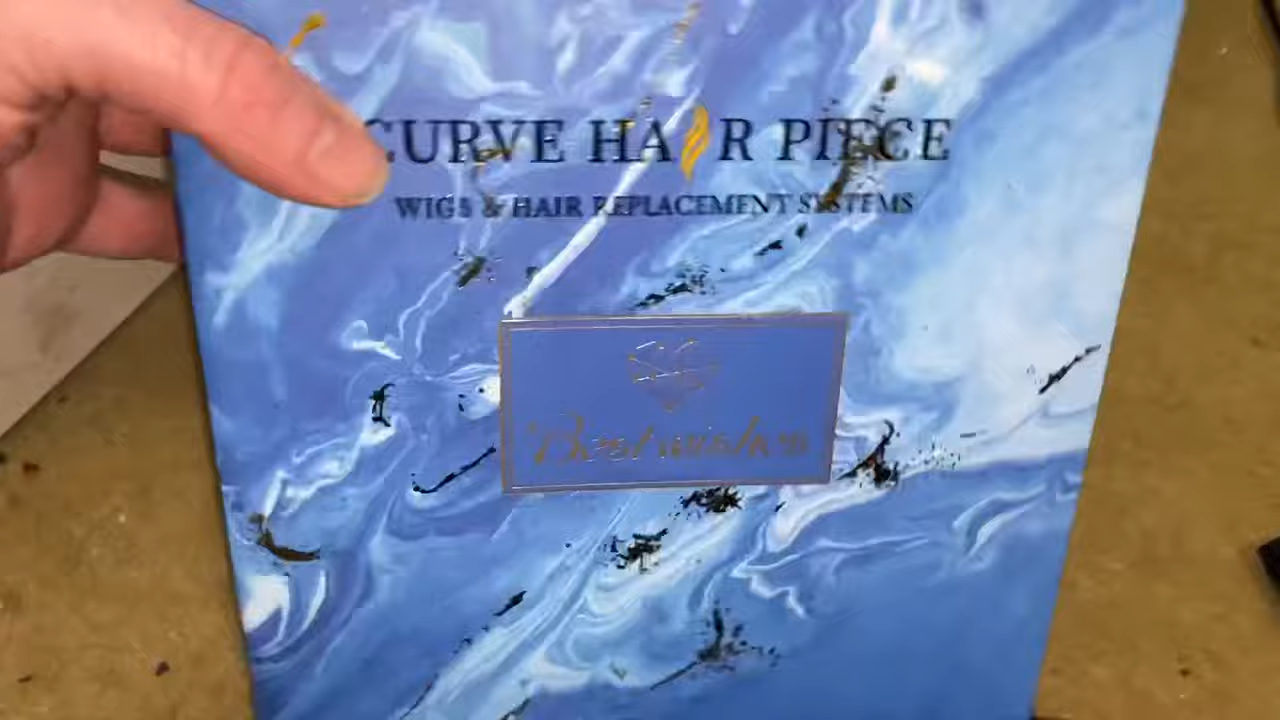 CURVE HAIR PIECE
WIGS & HAIR REPLACEMENT SYSTEMS
Best wishes